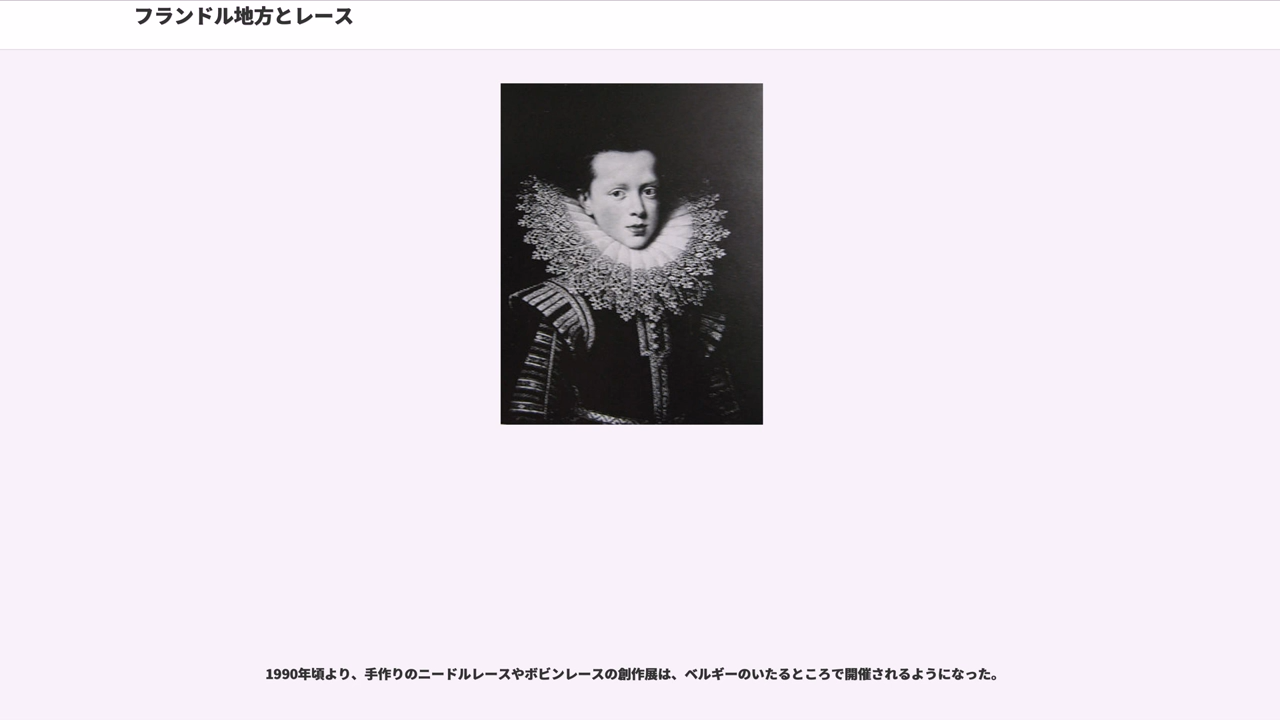 フランドル地方とレース
1990年頃より、手作りのニードルレースやボビンレースの創作展は、ベルギーのいたるところで開催されるようになった。